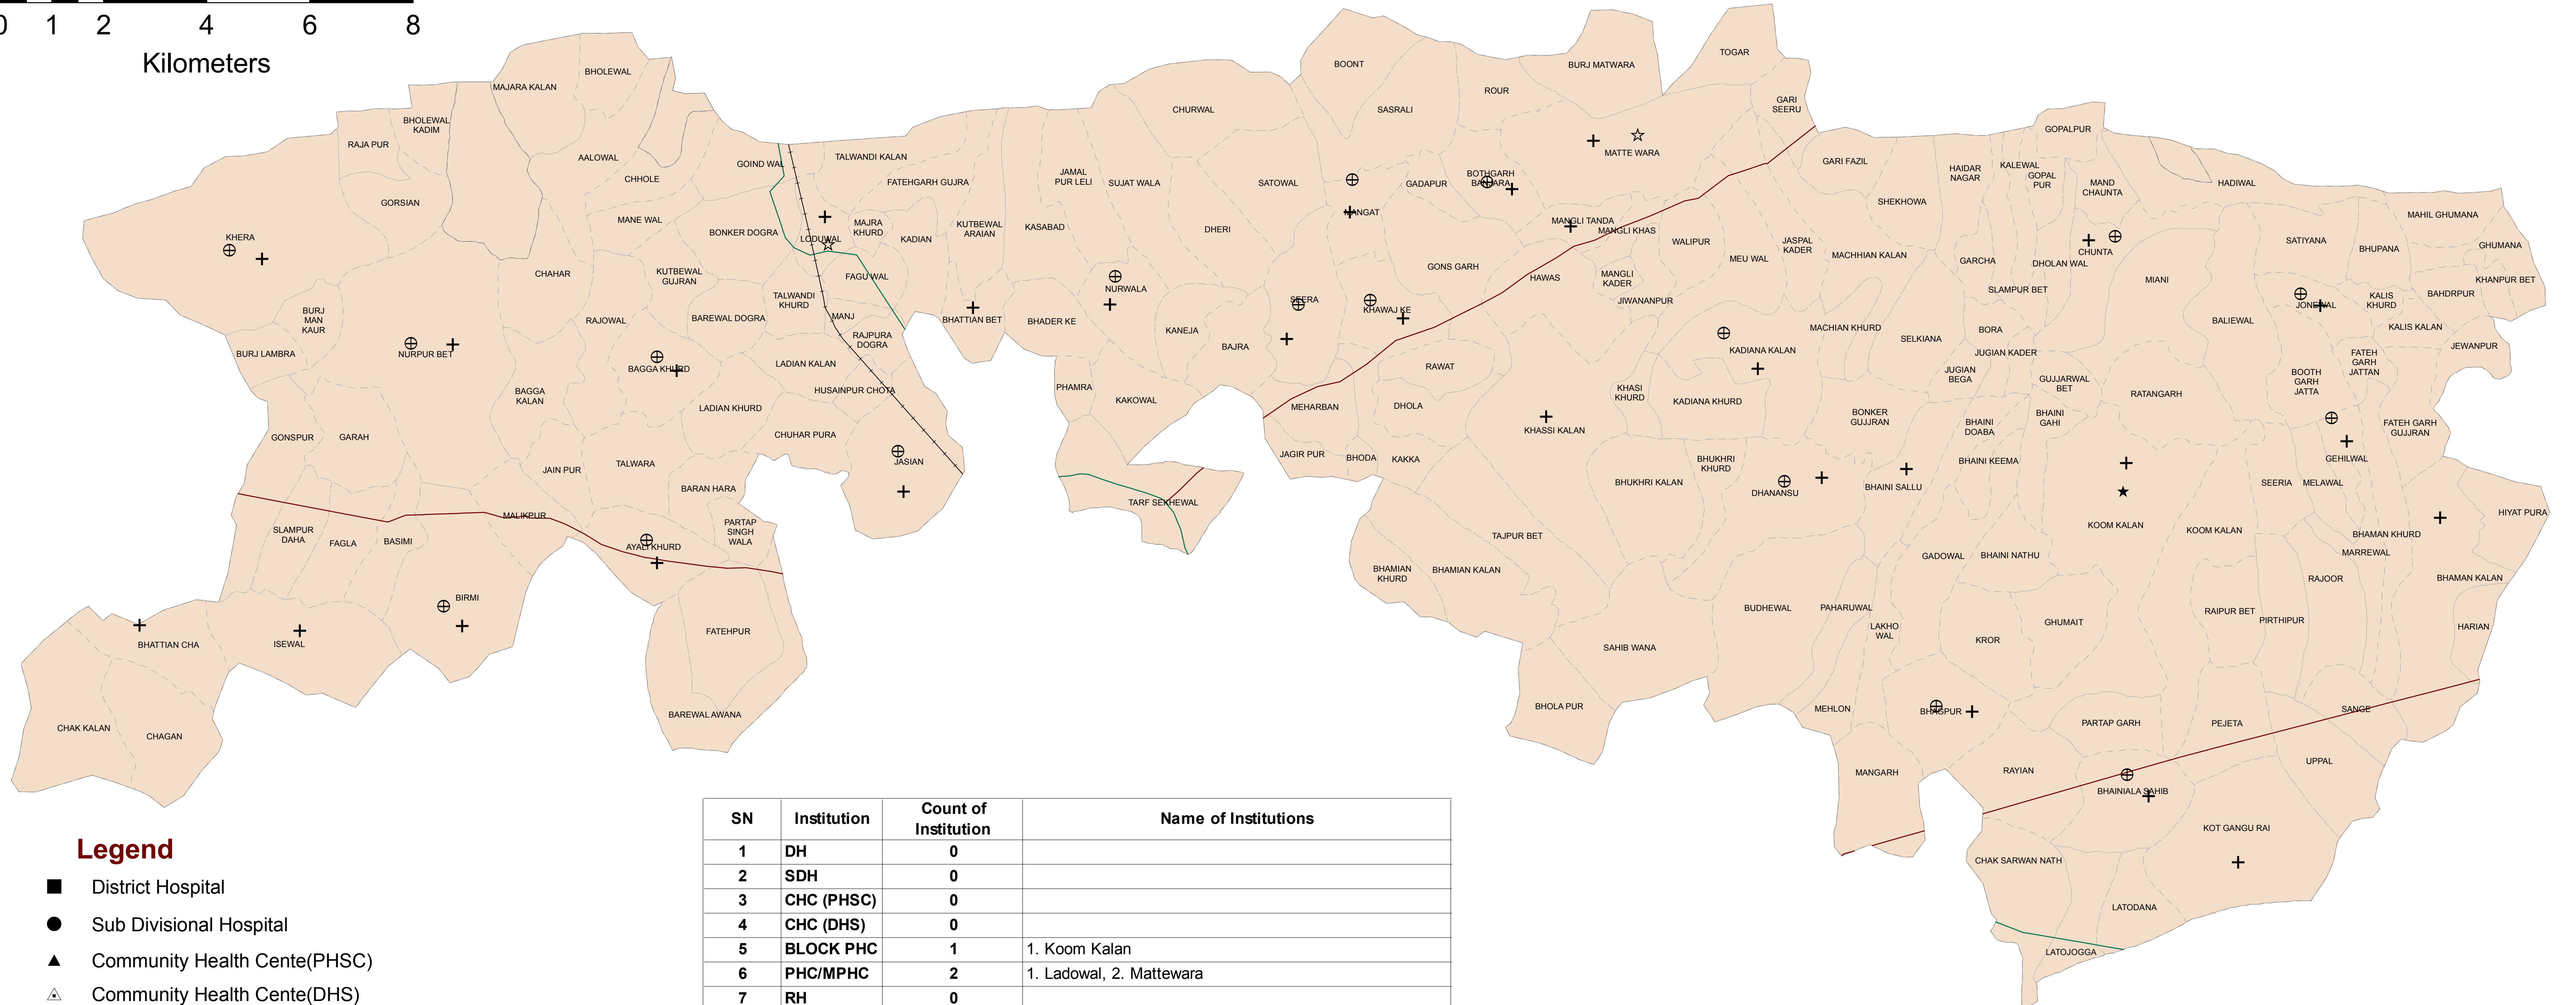 0 1 2 4 6 8
Kilometers
BHOLEWAL
MAJARA KALAN
BHOLEWAL
KADIM
RAJA PUR
AALOWAL
CHHOLE
GORSIAN
MANE WAL
KHERA
GOIND WAL
BONKER DOGRA
CHAHAR
KUTBEWAL
GUJRAN
BURJ
MAN
KAUR
BURJ LAMBRA
NURPUR BET
RAJOWAL
BAREWAL DOGRA
TALWANDI
KHURD
MANJ
RAJPURA
DOGRA
BAGGA KHURD
LADIAN KALAN
HUSAINPUR CHOTA
BAGGA
KALAN
LADIAN KHURD
CHUHAR PURA
GONSPUR
GARAH
JAIN PUR
TALWARA
JASIAN
BARAN HARA
MALIKPUR
PARTAP
SINGH
WALA
SLAMPUR
DAHA
FAGLA
BASIMI
AYALI KHURD
BIRMI
BHATTIAN CHA
ISEWAL
FATEHPUR
BAREWAL AWANA
CHAK KALAN
CHAGAN
TALWANDI KALAN
FATEHGARH GUJRA
LODUWAL
MAJRA
KHURD
KADIAN
FAGU WAL
KUTBEWAL
ARAIAN
KASABAD
JAMAL
PUR LELI
SUJAT WALA
CHURWAL
SATOWAL
DHERI
BHATTIAN BET
BHADER KE
NURWALA
KANEJA
BAJRA
SEERA
PHAMRA
KAKOWAL
TARF SEKHEWAL
BOONT
SASRALI
ROUR
BURJ MATWARA
TOGAR
GARI
SEERU
MATTE WARA
GADAPUR
BOTHGARH
MANGAT
MANGLI TANDA
MANGLI KHAS
GONS GARH
HAWAS
KHAWAJ KE
MANGLI
KADER
JIWANANPUR
WALIPUR
MEU WAL
JASPAL
KADER
GARI FAZIL
SHEKHOWA
MACHHIAN KALAN
HAIDAR
NAGAR
KALEWAL
GOPAL
PUR
GOPALPUR
MAND
CHAUNTA
HADIWAL
MAHIL GHUMANA
SATIYANA
BHUPANA
GHUMANA
GARCHA
DHOLAN WAL
CHUNTA
SLAMPUR BET
MIANI
KHANPUR BET
BAHDRPUR
KALIS
KHURD
JONEWAL
KALIS KALAN
BALIEWAL
MACHIAN KHURD
SELKIANA
BORA
JUGIAN KADER
JEWANPUR
FATEH
GARH
JATTAN
KADIANA KALAN
RAWAT
MEHARBAN
DHOLA
KHASI
KHURD
KADIANA KHURD
JUGIAN
BEGA
GUJJARWAL
BET
RATANGARH
BOOTH
GARH
JATTA
KHASSI KALAN
BONKER
GUJJRAN
BHAINI
DOABA
BHAINI
GAHI
FATEH GARH
GUJJRAN
JAGIR PUR
BHODA
KAKKA
BHUKHRI
KHURD
BHAINI KEEMA
GEHILWAL
BHUKHRI KALAN
DHANANSU
BHAINI SALLU
SEERIA
MELAWAL
HIYAT PURA
KOOM KALAN
KOOM KALAN
TAJPUR BET
BHAMAN KHURD
MARREWAL
GADOWAL
BHAINI NATHU
BHAMIAN
KHURD
BHAMIAN KALAN
RAJOOR
BHAMAN KALAN
BUDHEWAL
PAHARUWAL
LAKHO
WAL
GHUMAIT
RAIPUR BET
PIRTHIPUR
HARIAN
KROR
SAHIB WANA
BHOLA PUR
MEHLON
BHAGPUR
PARTAP GARH
PEJETA
SANGE
MANGARH
RAYIAN
UPPAL
BHAINIALA SAHIB
KOT GANGU RAI
CHAK SARWAN NATH
LATODANA
LATOJOGGA
Legend
District Hospital
Sub Divisional Hospital
Community Health Cente(PHSC)
Community Health Cente(DHS)
SN Institution Count of Institution Name of Institutions
1 DH 0
2 SDH 0
3 CHC (PHSC) 0
4 CHC (DHS) 0
5 BLOCK PHC 1 1. Koom Kalan
6 PHC/MPHC 2 1. Ladowal, 2. Mattewara
7 RH 0